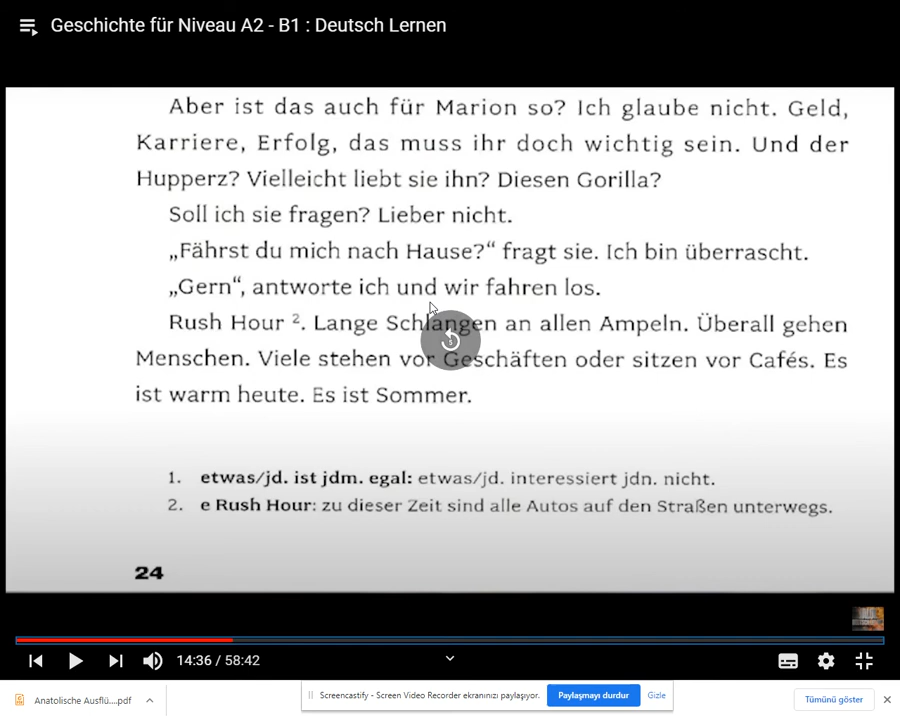 Geschichte für Niveau A2 - B1 : Deutsch Lernen
Aber ist das auch für Marion so? Ich glaube nicht. Geld,
Karriere, Erfolg, das muss ihr doch wichtig sein. Und der
Hupperz? Vielleicht liebt sie ihn? Diesen Gorilla?
Soll ich sie fragen? Lieber nicht.
„Fährst du mich nach Hause?“ fragt sie. Ich bin überrascht.
„Gern“, antworte ich und wir fahren los.
Rush Hour ². Lange Schlangen an allen Ampeln. Überall gehen
Menschen. Viele stehen vor Geschäften oder sitzen vor Cafés. Es
ist warm heute. Es ist Sommer.
1. etwas/jd. ist jdm. egal: etwas/jd. interessiert jdn. nicht.
2. e Rush Hour: zu dieser Zeit sind alle Autos auf den Straßen unterwegs.
24
5
14:36 / 58:42
Anatolische Ausflü....pdf
Screencastify - Screen Video Recorder ekranınızı paylaşıyor.
Paylaşmayı durdur
Gizle
Tümünü göster